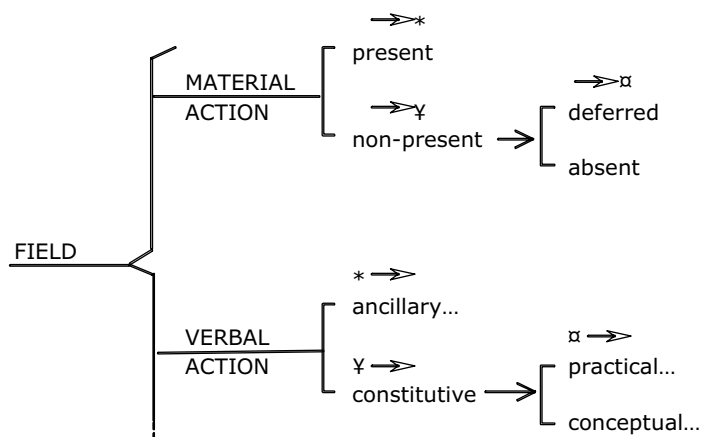 →*
present
MATERIAL
ACTION
→¥
non-present
→¤
deferred
absent
FIELD
* →
ancillary…
VERBAL
ACTION
¥ →
constitutive
¤ →
practical…
conceptual…